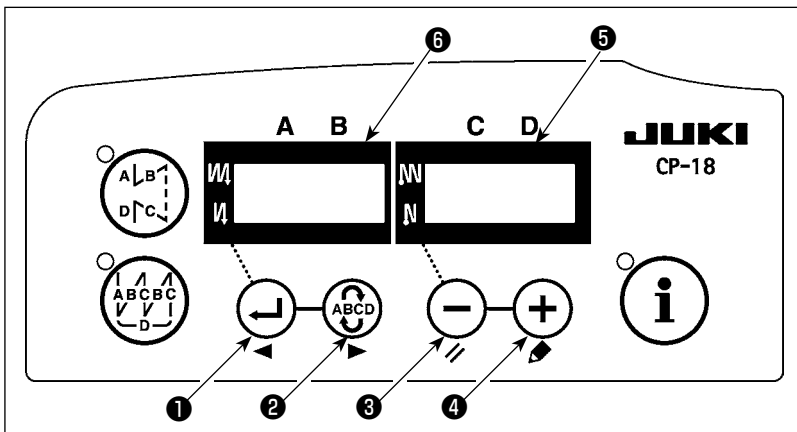 ❻ ❺
A B C D
JUKI
CP-18
A B
D C
A B C B C
D
ABCD
− +
i
❶ ❷ ❸ ❹